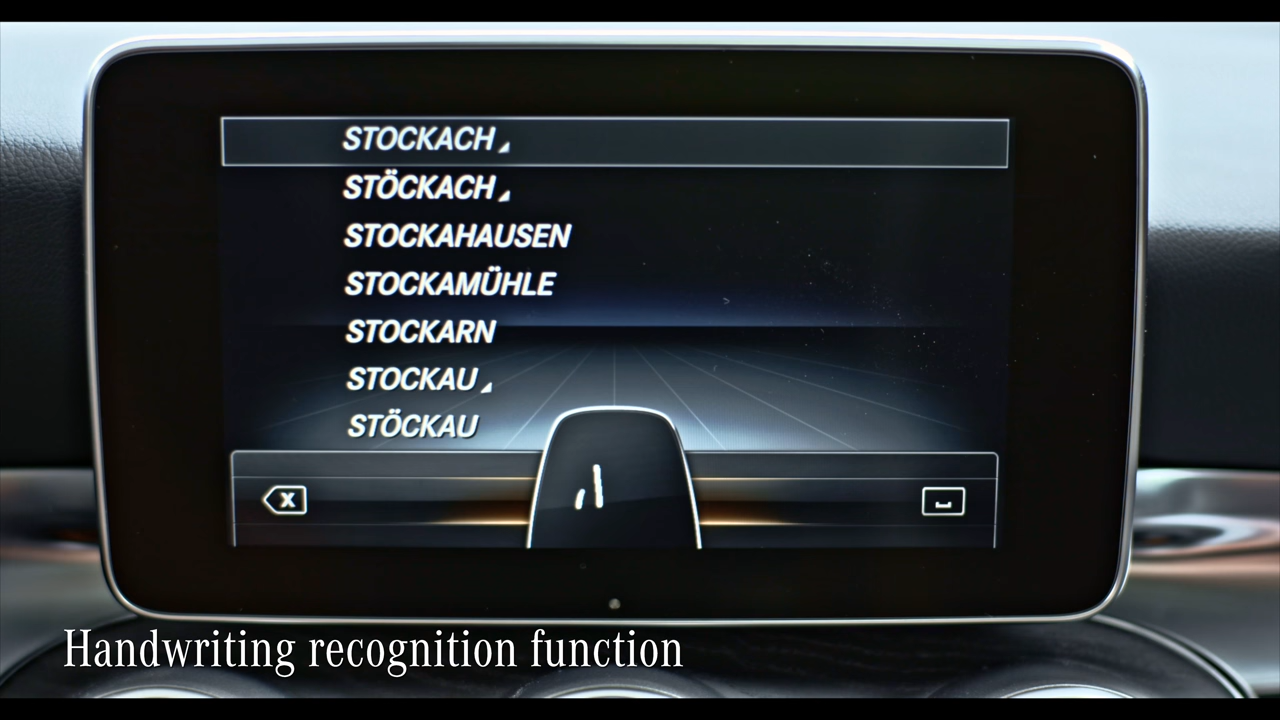 STOCKACH
STÖCKACH
STOCKAHAUSEN
STOCKAMÜHLE
STOCKARN
STOCKAU
STÖCKAU
Handwriting recognition function